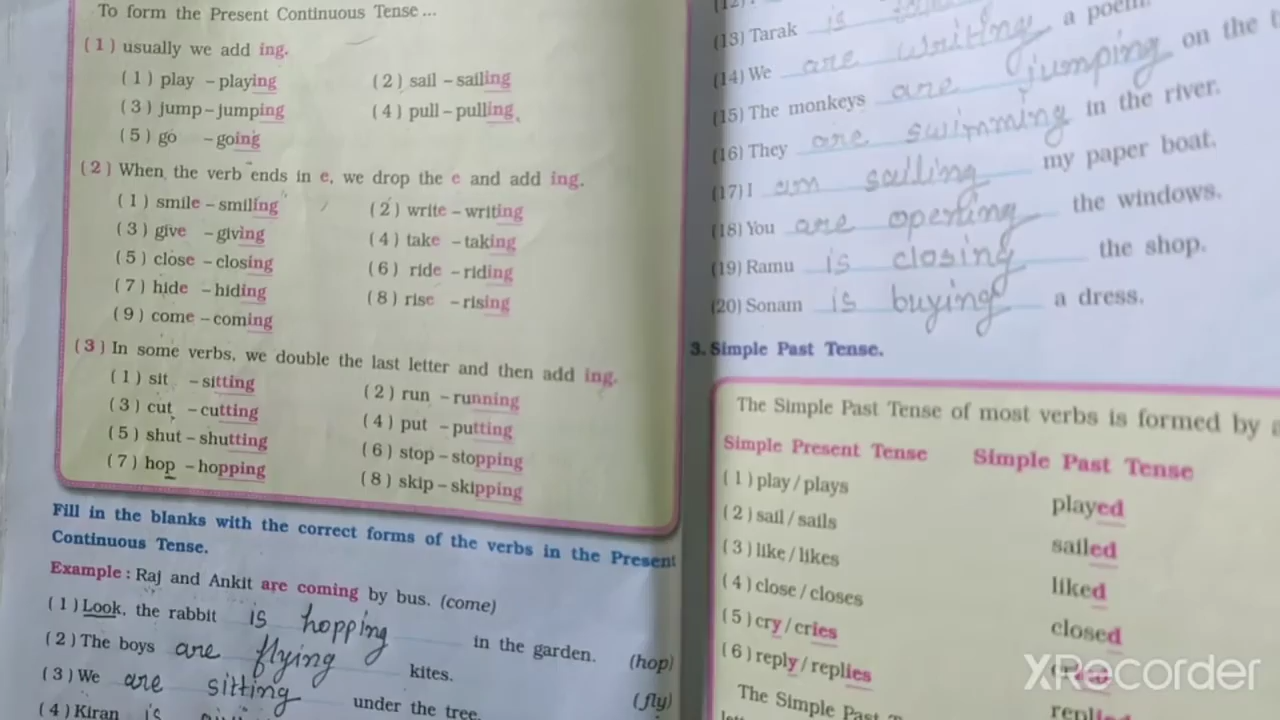 To form the Present Continuous Tense ...
(1) usually we add ing.
(1) play – playing (2) sail – sailing
(3) jump – jumping (4) pull – pulling
(5) go – going
(2) When the verb ends in e, we drop the e and add ing.
(1) smile – smiling (2) write – writing
(3) give – giving (4) take – taking
(5) close – closing (6) ride – riding
(7) hide – hiding (8) rise – rising
(9) come – coming
(3) In some verbs, we double the last letter and then add ing.
(1) sit – sitting (2) run – running
(3) cut – cutting (4) put – putting
(5) shut – shutting (6) stop – stopping
(7) hop – hopping (8) skip – skipping
Fill in the blanks with the correct forms of the verbs in the Present
Continuous Tense.
Example : Raj and Ankit are coming by bus. (come)
(1) Look, the rabbit is hopping in the garden. (hop)
(2) The boys are flying kites. (fly)
(3) We are sitting under the tree.
(4) Kiran is
(13) Tarak is
(14) We are writing a poem.
(15) The monkeys are jumping on the
(16) They are swimming in the river.
(17) I am sailing my paper boat.
(18) You are opening the windows.
(19) Ramu is closing the shop.
(20) Sonam is buying a dress.
3. Simple Past Tense.
The Simple Past Tense of most verbs is formed by
Simple Present Tense Simple Past Tense
(1) play / plays played
(2) sail / sails sailed
(3) like / likes liked
(4) close / closes closed
(5) cry / cries
(6) reply / replies replied
The Simple Past
XRecorder